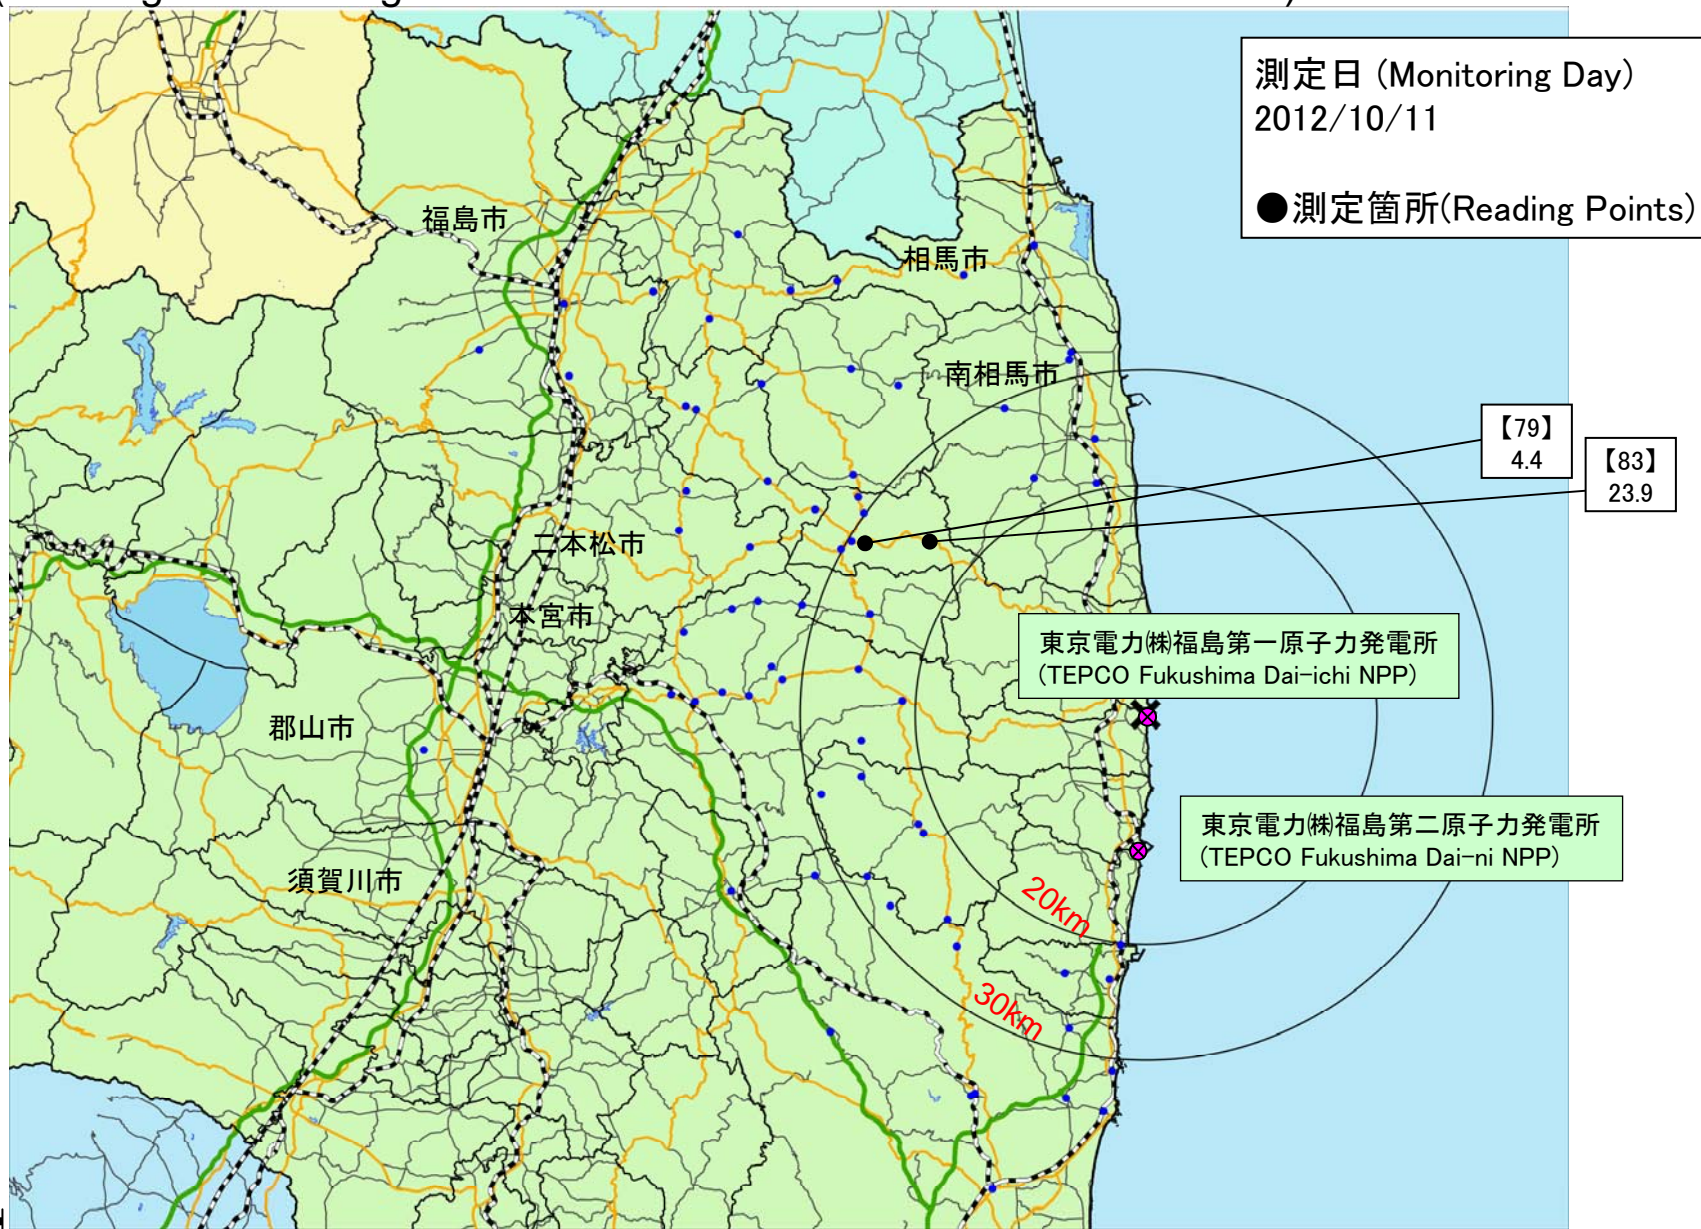 測定日 (Monitoring Day)
2012/10/11
●測定箇所(Reading Points)
福島市
相馬市
南相馬市
【79】
4.4
【83】
23.9
二本松市
本宮市
東京電力㈱福島第一原子力発電所
(TEPCO Fukushima Dai-ichi NPP)
郡山市
東京電力㈱福島第二原子力発電所
(TEPCO Fukushima Dai-ni NPP)
須賀川市
20km
30km